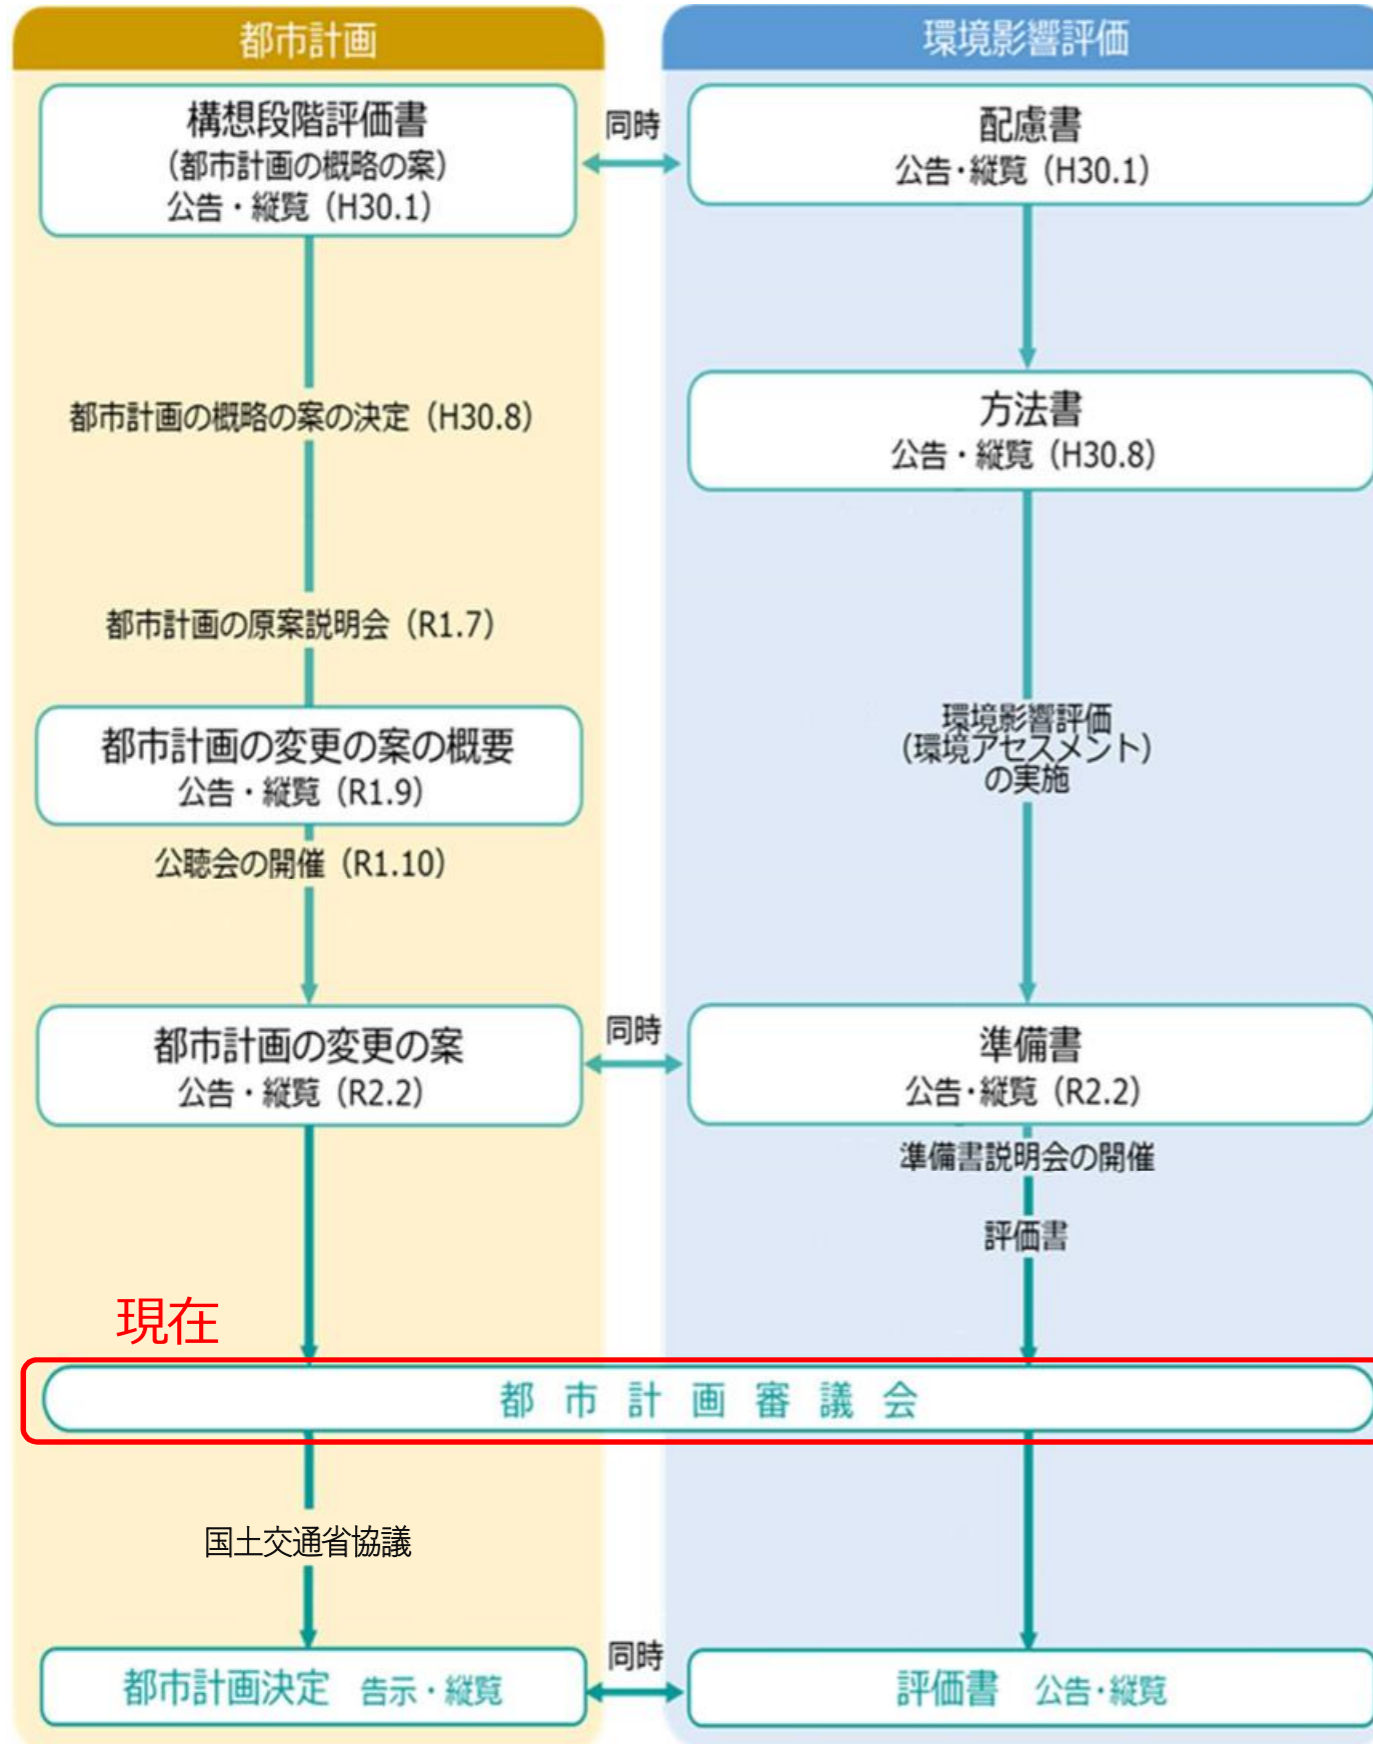 都市計画
構想段階評価書
(都市計画の概略の案)
公告・縦覧（H30.1）
都市計画の概略の案の決定（H30.8）
都市計画の原案説明会（R1.7）
都市計画の変更の案の概要
公告・縦覧（R1.9）
公聴会の開催（R1.10）
都市計画の変更の案
公告・縦覧（R2.2）
同時
同時
環境影響評価
配慮書
公告・縦覧（H30.1）
方法書
公告・縦覧（H30.8）
環境影響評価
（環境アセスメント）
の実施
準備書
公告・縦覧（R2.2）
準備書説明会の開催
評価書
現在
都市計画審議会
国土交通省協議
都市計画決定 告示・縦覧
同時
評価書 公告・縦覧